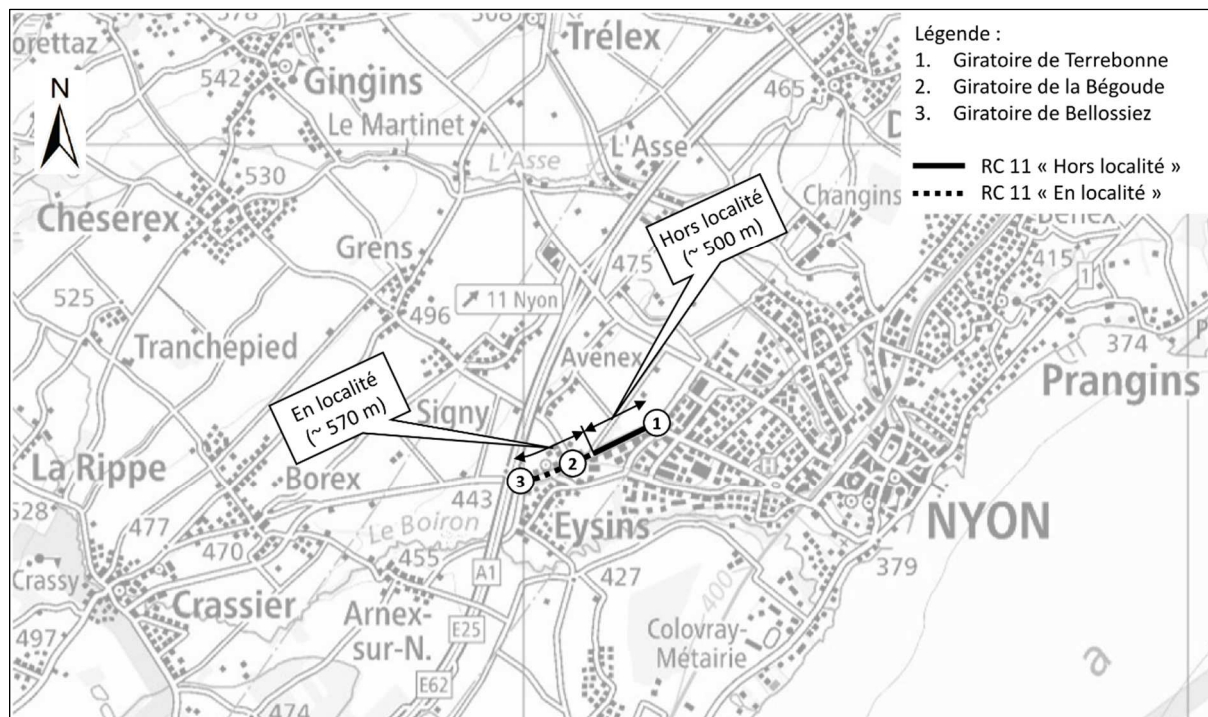 Légende :
1. Giratoire de Terrebonne
2. Giratoire de la Bégoude
3. Giratoire de Bellossiez
RC 11 « Hors localité »
RC 11 « En localité »
N
542
508
Trélex
465
Gingins
Le Martinet
L'Asse
L'Asse
530
Changins
Chéserex
Hors localité
(~ 500 m)
Grens
475
415
1
525
496
11 Nyon
Tranchepied
Avenex
374
Prangins
En localité
(~ 570 m)
Signy
1
2
3
H
La Rippe
Borex
443
528
477
Le Boiron
Eysins
NYON
470
455
Crassy
A1
427
379
Crassier
Arnex-
sur-N.
400
497
E25
Colovray-
Métairie
E62
a
474